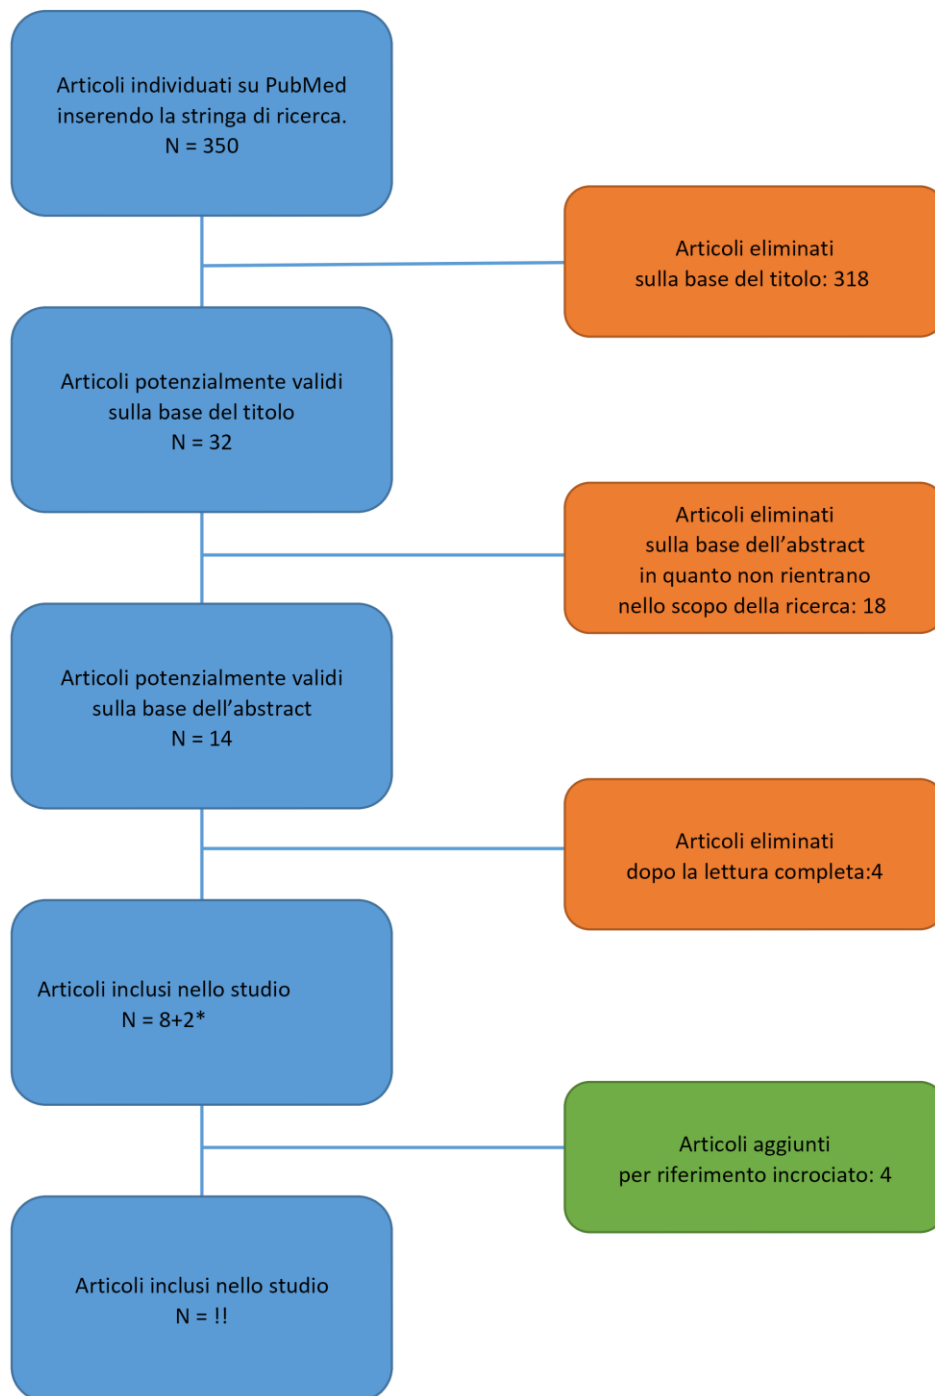 Articoli individuati su PubMed
inserendo la stringa di ricerca.
N = 350
Articoli eliminati
sulla base del titolo: 318
Articoli potenzialmente validi
sulla base del titolo
N = 32
Articoli eliminati
sulla base dell’abstract
in quanto non rientrano
nello scopo della ricerca: 18
Articoli potenzialmente validi
sulla base dell’abstract
N = 14
Articoli eliminati
dopo la lettura completa:4
Articoli inclusi nello studio
N = 8+2*
Articoli aggiunti
per riferimento incrociato: 4
Articoli inclusi nello studio
N = !!